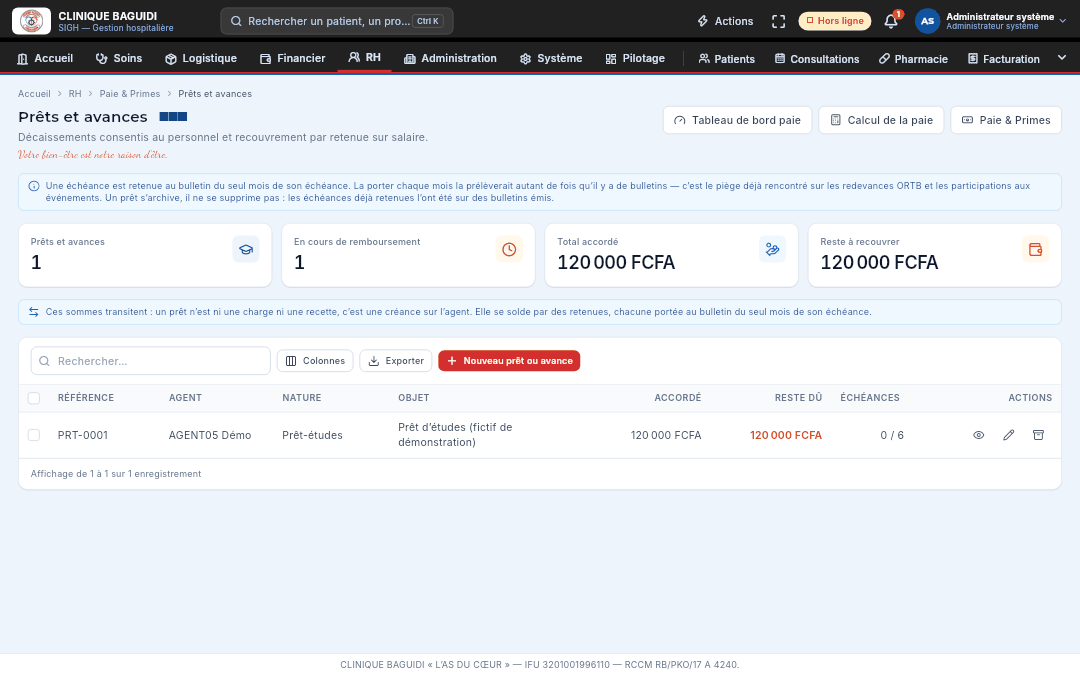 CLINIQUE BAGUIDI
SIGH — Gestion hospitalière
Rechercher un patient, un pro... Ctrl K
Actions
Hors ligne
1
AS
Administrateur système
Administrateur système
Accueil
Soins
Logistique
Financier
RH
Administration
Système
Pilotage
Patients
Consultations
Pharmacie
Facturation
Accueil > RH > Paie & Primes > Prêts et avances
Prêts et avances
Décaissements consentis au personnel et recouvrement par retenue sur salaire.
Votre bien-être est notre raison d'être.
Tableau de bord paie
Calcul de la paie
Paie & Primes
Une échéance est retenue au bulletin du seul mois de son échéance. La porter chaque mois la prélèverait autant de fois qu'il y a de bulletins — c'est le piège déjà rencontré sur les redevances ORTB et les participations aux
événements. Un prêt s'archive, il ne se supprime pas : les échéances déjà retenues l'ont été sur des bulletins émis.
Prêts et avances
1
En cours de remboursement
1
Total accordé
120 000 FCFA
Reste à recouvrer
120 000 FCFA
Ces sommes transitent : un prêt n'est ni une charge ni une recette, c'est une créance sur l'agent. Elle se solde par des retenues, chacune portée au bulletin du seul mois de son échéance.
Rechercher...
Colonnes
Exporter
+ Nouveau prêt ou avance
RÉFÉRENCE AGENT NATURE OBJET ACCORDÉ RESTE DÛ ÉCHÉANCES ACTIONS
PRT-0001 AGENT05 Démo Prêt-études Prêt d'études (fictif de démonstration) 120 000 FCFA 120 000 FCFA 0 / 6
Affichage de 1 à 1 sur 1 enregistrement
CLINIQUE BAGUIDI « L'AS DU CŒUR » — IFU 3201001996110 — RCCM RB/PKO/17 A 4240.